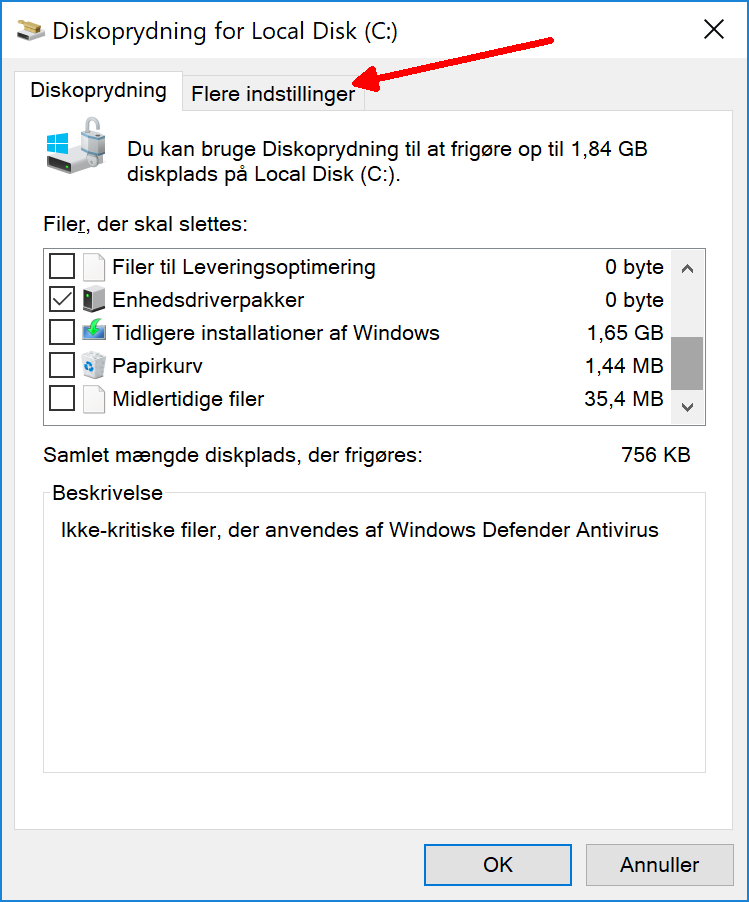 Diskoprydning for Local Disk (C:)
Diskoprydning
Flere indstillinger
Du kan bruge Diskoprydning til at frigøre op til 1,84 GB
diskplads på Local Disk (C:).
Filer, der skal slettes:
Filer til Leveringsoptimering 0 byte
Enhedsdriverpakker 0 byte
Tidligere installationer af Windows 1,65 GB
Papirkurv 1,44 MB
Midlertidige filer 35,4 MB
Samlet mængde diskplads, der frigøres: 756 KB
Beskrivelse
Ikke-kritiske filer, der anvendes af Windows Defender Antivirus
OK Annuller